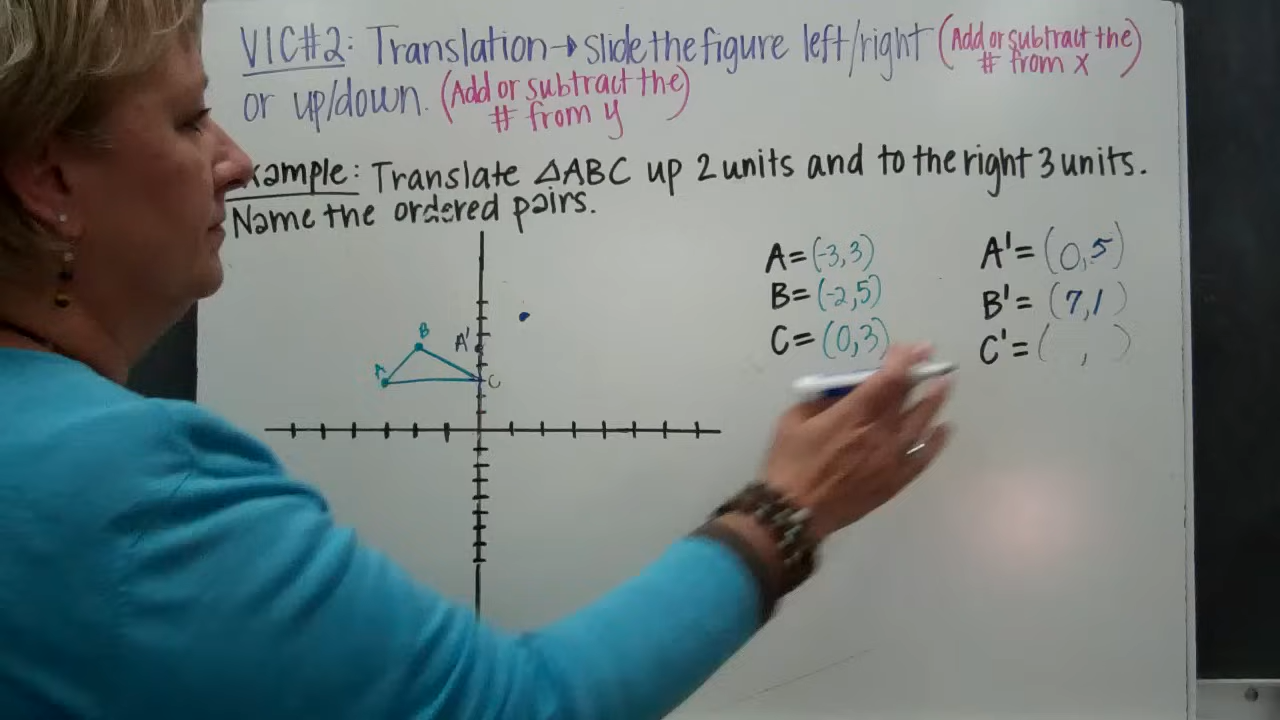 VIC#2: Translation → slide the figure left/right (Add or subtract the # from x)
or up/down. (Add or subtract the # from y)
Example: Translate △ABC up 2 units and to the right 3 units.
Name the ordered pairs.
A=(-3,3)
B=(-2,5)
C=(0,3)
A'=(0,5)
B'=(7,1)
C'=( , )
B
A'
A
C